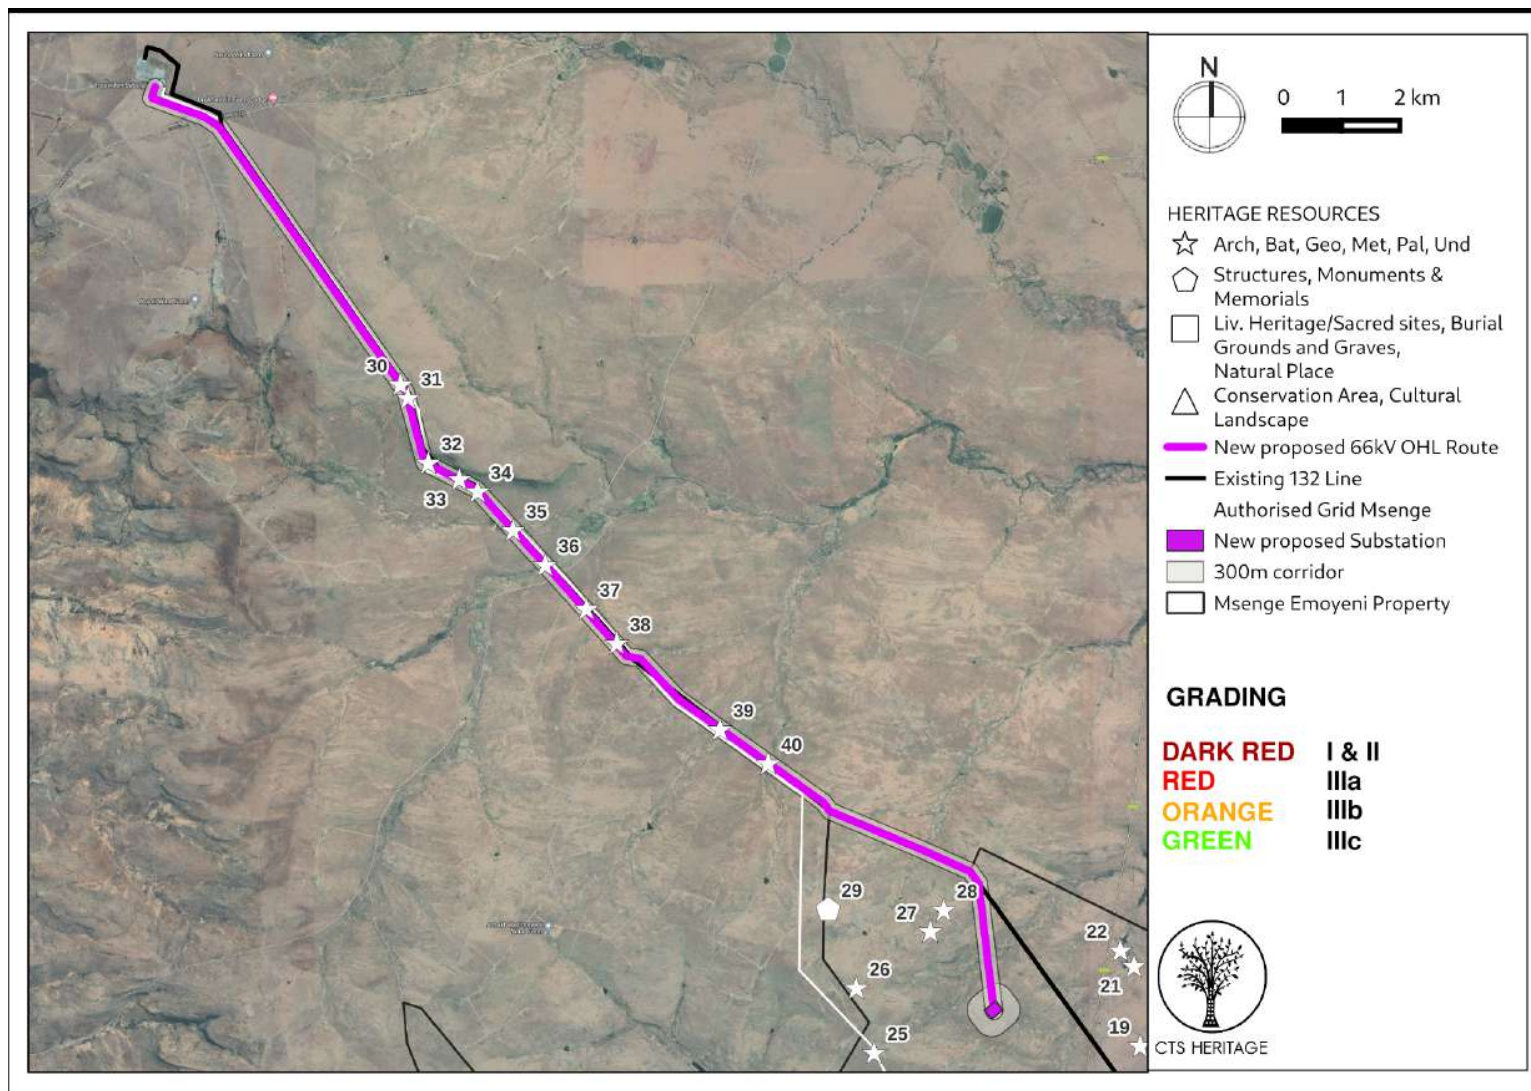 N
0 1 2 km
HERITAGE RESOURCES
Arch, Bat, Geo, Met, Pal, Und
Structures, Monuments &
Memorials
Liv. Heritage/Sacred sites, Burial
Grounds and Graves,
Natural Place
Conservation Area, Cultural
Landscape
New proposed 66kV OHL Route
Existing 132 Line
Authorised Grid Msenge
New proposed Substation
300m corridor
Msenge Emoyeni Property
GRADING
DARK RED I & II
RED IIIa
ORANGE IIIb
GREEN IIIc
CTS HERITAGE
30
31
32
33
34
35
36
37
38
39
40
29
28
27
26
25
22
21
19